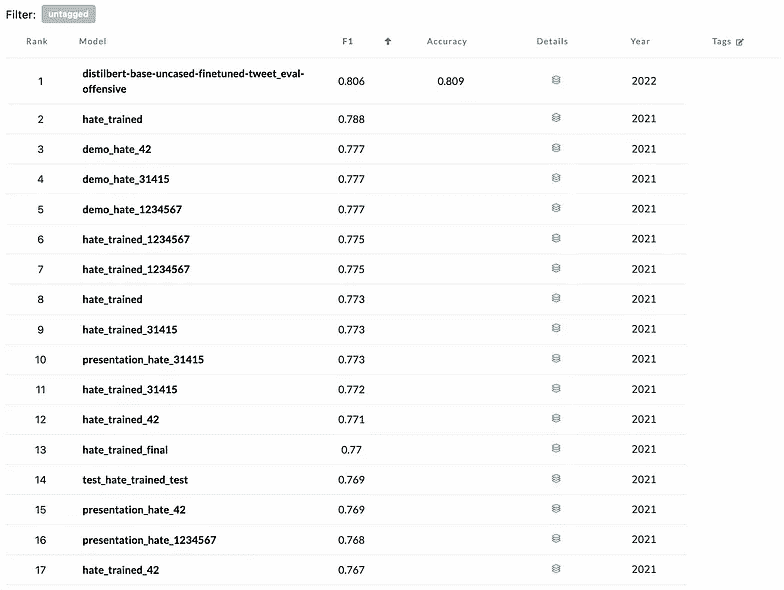 Filter: untagged
Rank Model F1 Accuracy Details Year Tags
1 distilbert-base-uncased-finetuned-tweet_eval-offensive 0.806 0.809 2022
2 hate_trained 0.788 2021
3 demo_hate_42 0.777 2021
4 demo_hate_31415 0.777 2021
5 demo_hate_1234567 0.777 2021
6 hate_trained_1234567 0.775 2021
7 hate_trained_1234567 0.775 2021
8 hate_trained 0.773 2021
9 hate_trained_31415 0.773 2021
10 presentation_hate_31415 0.773 2021
11 hate_trained_31415 0.772 2021
12 hate_trained_42 0.771 2021
13 hate_trained_final 0.77 2021
14 test_hate_trained_test 0.769 2021
15 presentation_hate_42 0.769 2021
16 presentation_hate_1234567 0.768 2021
17 hate_trained_42 0.767 2021